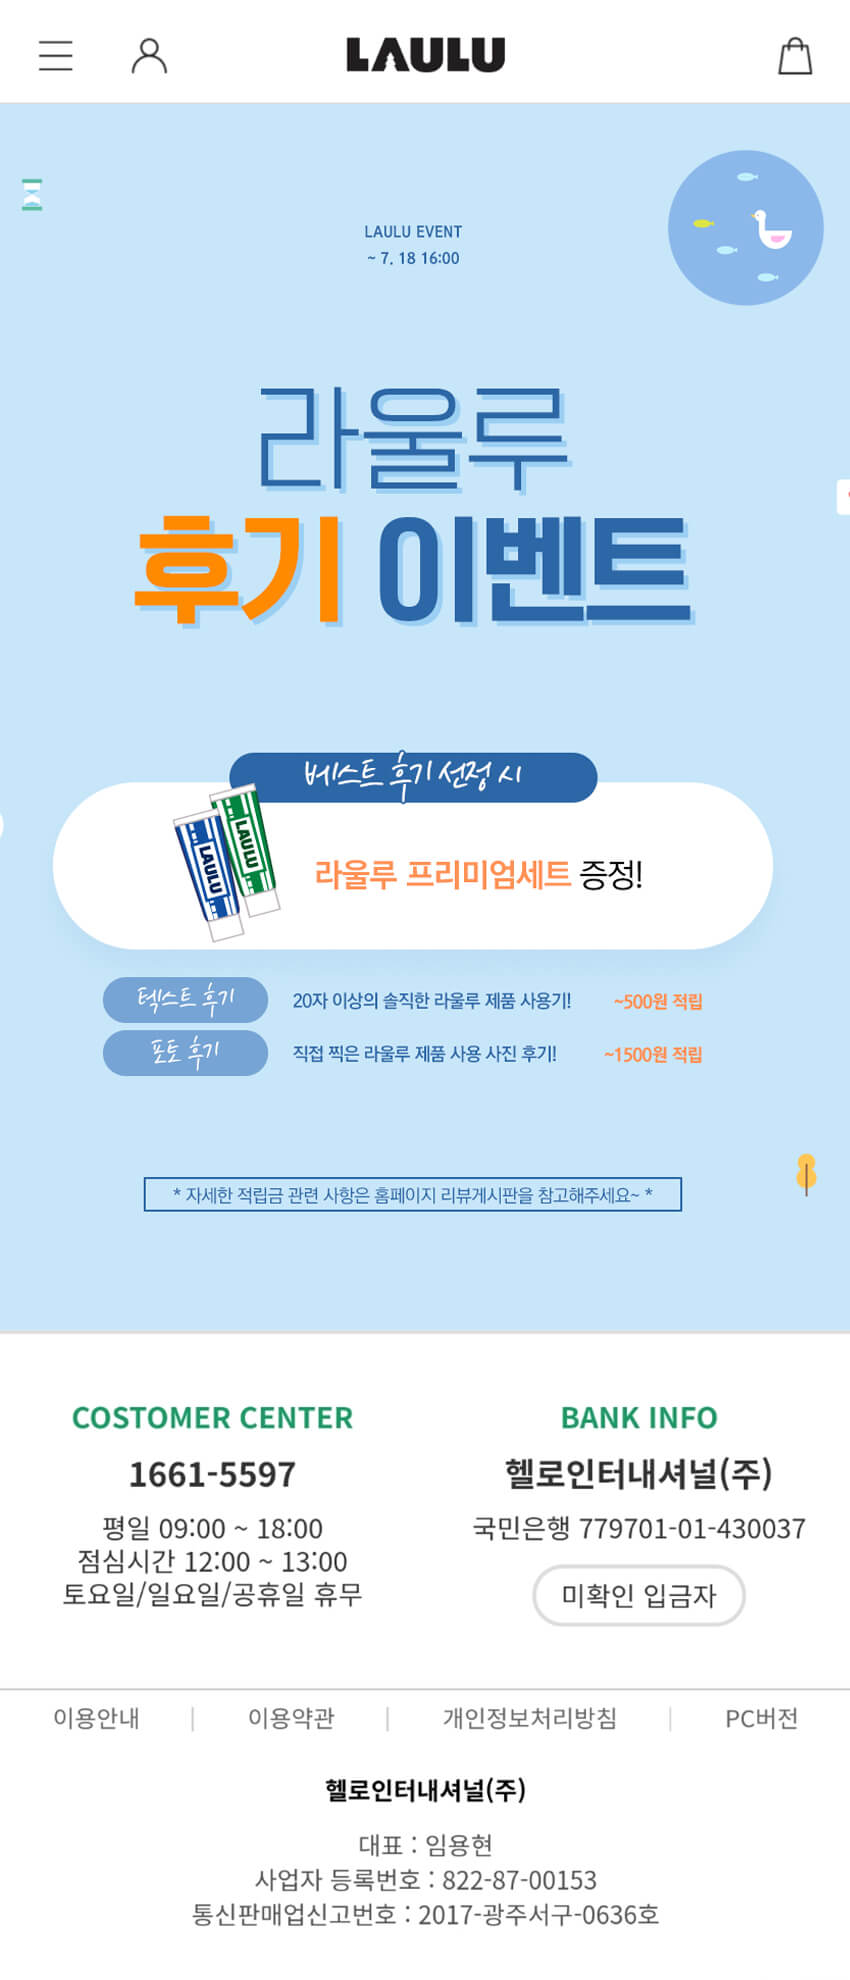 LAULU
LAULU EVENT
~ 7. 18 16:00
라울루
후기 이벤트
베스트 후기 선정 시
LAULU
LAULU
라울루 프리미엄세트 증정!
텍스트 후기 20자 이상의 솔직한 라울루 제품 사용기! ~500원 적립
포토 후기 직접 찍은 라울루 제품 사용 사진 후기! ~1500원 적립
* 자세한 적립금 관련 사항은 홈페이지 리뷰게시판을 참고해주세요~ *
COSTOMER CENTER
1661-5597
평일 09:00 ~ 18:00
점심시간 12:00 ~ 13:00
토요일/일요일/공휴일 휴무
BANK INFO
헬로인터내셔널(주)
국민은행 779701-01-430037
미확인 입금자
이용안내 | 이용약관 | 개인정보처리방침 | PC버전
헬로인터내셔널(주)
대표 : 임용현
사업자 등록번호 : 822-87-00153
통신판매업신고번호 : 2017-광주서구-0636호